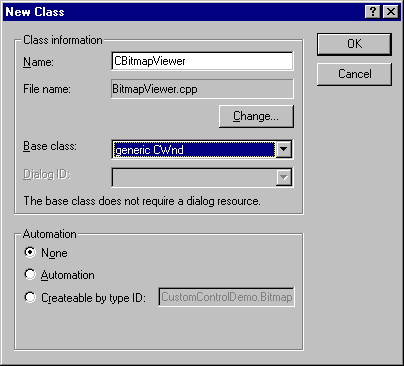 New Class
Class information
Name: CBitmapViewer
File name: BitmapViewer.cpp
Change...
Base class: generic CWnd
Dialog ID:
The base class does not require a dialog resource.
Automation
None
Automation
Createable by type ID: CustomControlDemo.Bitmap
OK
Cancel